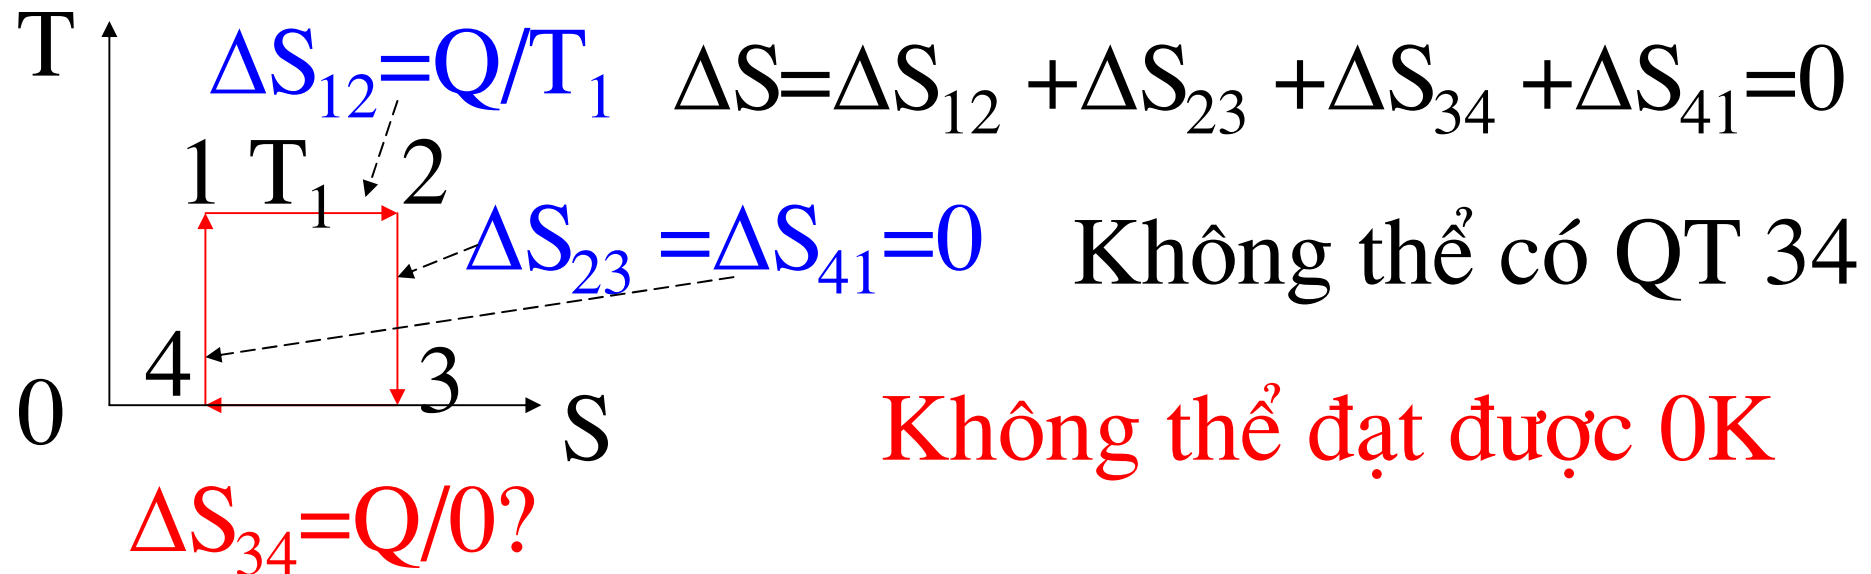 T
ΔS₁₂=Q/T₁
ΔS=ΔS₁₂ +ΔS₂₃ +ΔS₃₄ +ΔS₄₁=0
1 T₁ 2
ΔS₂₃ =ΔS₄₁=0
Không thể có QT 34
4 3
0 S
Không thể đạt được 0K
ΔS₃₄=Q/0?